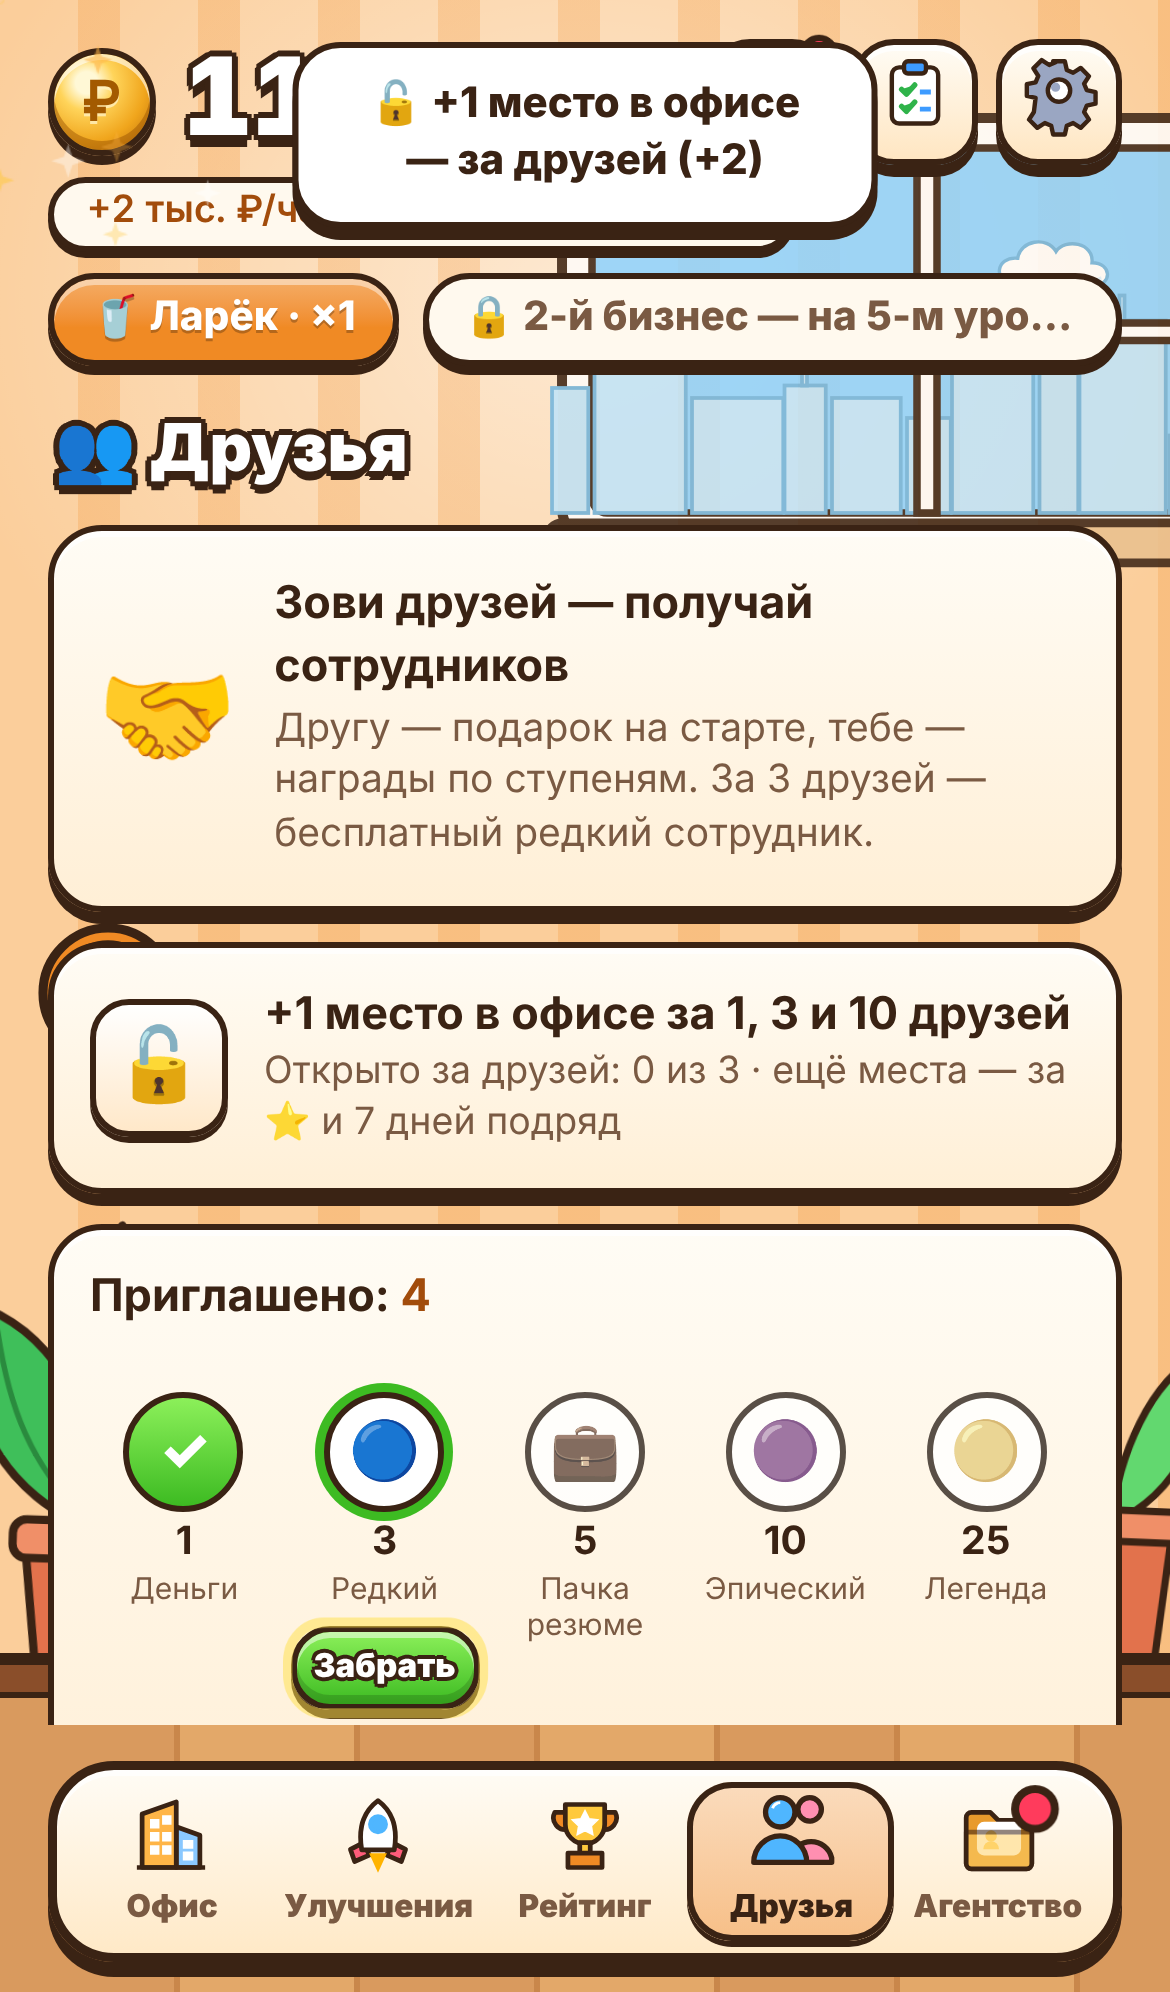 11
🔓 +1 место в офисе
— за друзей (+2)
+2 тыс. ₽/ч
🥤 Ларёк · ×1
🔒 2-й бизнес — на 5-м уро...
👥 Друзья
Зови друзей — получай
сотрудников
Другу — подарок на старте, тебе —
награды по ступеням. За 3 друзей —
бесплатный редкий сотрудник.
+1 место в офисе за 1, 3 и 10 друзей
Открыто за друзей: 0 из 3 · ещё места — за
⭐ и 7 дней подряд
Приглашено: 4
1 3 5 10 25
Деньги Редкий Пачка Эпический Легенда
резюме
Забрать
Офис Улучшения Рейтинг Друзья Агентство